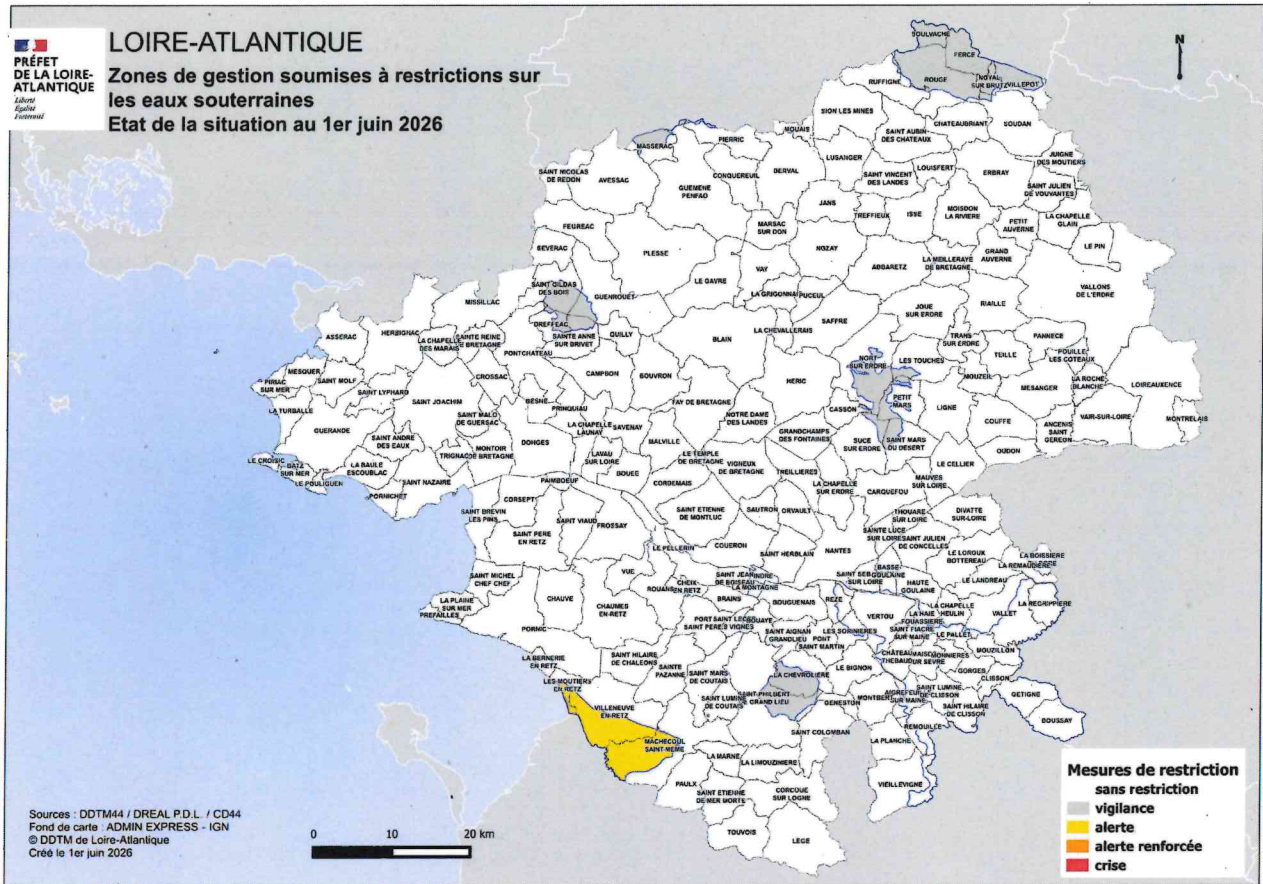 PRÉFET
DE LA LOIRE-
ATLANTIQUE
Liberté
Égalité
Fraternité
LOIRE-ATLANTIQUE
Zones de gestion soumises à restrictions sur
les eaux souterraines
Etat de la situation au 1er juin 2026
N
SOULVACHE
FERCE
ROUGE
NOYAL
SUR BRUTZ
VILLEPOT
RUFFIGNE
SION LES MINES
MOUAIS
SAINT AUBIN
DES CHATEAUX
CHATEAUBRIANT
SOUDAN
PIERRIC
MASSERAC
SAINT NICOLAS
DE REDON
AVESSAC
CONQUEREUIL
DERVAL
LUSANGER
SAINT VINCENT
DES LANDES
LOUISFERT
ERBRAY
JUIGNE
DES MOUTIERS
SAINT JULIEN
DE VOUVANTES
GUEMENE
PENFAO
JANS
TREFFIEUX
ISSE
MOISDON
LA RIVIERE
PETIT
AUVERNE
LA CHAPELLE
GLAIN
LE PIN
FEGREAC
MARSAC
SUR DON
NOZAY
GRAND
AUVERNE
SEVERAC
PLESSE
VAY
ABBARETZ
LA MEILLERAYE
DE BRETAGNE
VALLONS
DE L'ERDRE
SAINT GILDAS
DES BOIS
GUENROUET
LE GAVRE
LA GRIGONNAIS
PUCEUL
RIAILLE
MISSILLAC
DREFFEAC
SAINTE ANNE
SUR BRIVET
QUILLY
BLAIN
LA CHEVALLERAIS
SAFFRE
JOUE
SUR ERDRE
TRANS
SUR ERDRE
PANNECE
TEILLE
POUILLE
LES COTEAUX
ASSERAC
HERBIGNAC
LA CHAPELLE
DES MARAIS
SAINTE REINE
DE BRETAGNE
PONTCHATEAU
NORT
SUR ERDRE
LES TOUCHES
MOUZEIL
MESANGER
LA ROCHE
BLANCHE
LOIREAUXENCE
MESQUER
PIRIAC
SUR MER
SAINT MOLF
SAINT LYPHARD
CROSSAC
CAMPBON
BOUVRON
HERIC
PETIT
MARS
LIGNE
COUFFE
VAIR-SUR-LOIRE
MONTRELAIS
LA TURBALLE
SAINT JOACHIM
BESNE
PRINQUIAU
FAY DE BRETAGNE
CASSON
ANCENIS
SAINT
GEREON
GUERANDE
SAINT MALO
DE GUERSAC
LA CHAPELLE
LAUNAY
SAVENAY
NOTRE DAME
DES LANDES
GRANDCHAMPS
DES FONTAINES
SUCE
SUR ERDRE
SAINT MARS
DU DESERT
OUDON
SAINT ANDRE
DES EAUX
TRIGNAC
MONTOIR
DE BRETAGNE
DONGES
LAVAU
SUR LOIRE
MALVILLE
LE TEMPLE
DE BRETAGNE
VIGNEUX
DE BRETAGNE
TREILLIERES
LE CELLIER
LE CROISIC
BATZ
SUR MER
LE POULIGUEN
LA BAULE
ESCOUBLAC
PORNICHET
SAINT NAZAIRE
BOUEE
CORDEMAIS
LA CHAPELLE
SUR ERDRE
CARQUEFOU
MAUVES
SUR LOIRE
PAIMBOEUF
CORSEPT
SAINT BREVIN
LES PINS
SAINT VIAUD
FROSSAY
SAINT ETIENNE
DE MONTLUC
SAUTRON
ORVAULT
THOUARE
SUR LOIRE
DIVATTE
SUR-LOIRE
SAINT PERE
EN RETZ
LE PELLERIN
COUERON
SAINT HERBLAIN
NANTES
SAINTE LUCE
SUR LOIRE
SAINT JULIEN
DE CONCELLES
LE LOROUX
BOTTEREAU
LA BOISSIERE
LA REMAUDIERE
SAINT MICHEL
CHEF CHEF
VUE
ROUANS
CHEIX
EN RETZ
SAINT JEAN
DE BOISEAU
INDRE
LA MONTAGNE
SAINT SEB
SUR LOIRE
BASSE
GOULAINE
HAUTE
GOULAINE
LE LANDREAU
LA PLAINE
SUR MER
PREFAILLES
CHAUVE
CHAUMES
EN-RETZ
BRAINS
BOUGUENAIS
REZE
VERTOU
LA HAIE
FOUASSIERE
LA CHAPELLE
HEULIN
VALLET
LA REGRIPPIERE
PORNIC
PORT
SAINT PERE
SAINT LEGER
LES VIGNES
BOUAYE
SAINT AIGNAN
GRANDLIEU
LES SORINIERES
PONT
SAINT MARTIN
SAINT FIACRE
SUR MAINE
LE PALLET
MOUZILLON
LA BERNERIE
EN RETZ
SAINT HILAIRE
DE CHALEONS
SAINTE
PAZANNE
SAINT MARS
DE COUTAIS
LA CHEVROLIERE
LE BIGNON
CHATEAU
THEBAUD
MAISDON
SUR SEVRE
MONNIERES
GORGES
CLISSON
LES MOUTIERS
EN RETZ
VILLENEUVE
EN-RETZ
SAINT LUMINE
DE COUTAIS
SAINT PHILBERT
DE GRAND LIEU
GENESTON
MONTBERT
AIGREFEUILLE
SUR MAINE
SAINT LUMINE
DE CLISSON
SAINT HILAIRE
DE CLISSON
GETIGNE
BOUSSAY
MACHECOUL
SAINT-MEME
SAINT COLOMBAN
REMOUILLE
LA PLANCHE
LA MARNE
LA LIMOUZINIERE
VIEILLEVIGNE
PAULX
SAINT ETIENNE
DE MER MORTE
CORCOUE
SUR LOGNE
TOUVOIS
LEGE
Mesures de restriction
sans restriction
vigilance
alerte
alerte renforcée
crise
Sources : DDTM44 / DREAL P.D.L. / CD44
Fond de carte : ADMIN EXPRESS - IGN
© DDTM de Loire-Atlantique
Créé le 1er juin 2026
0 10 20 km